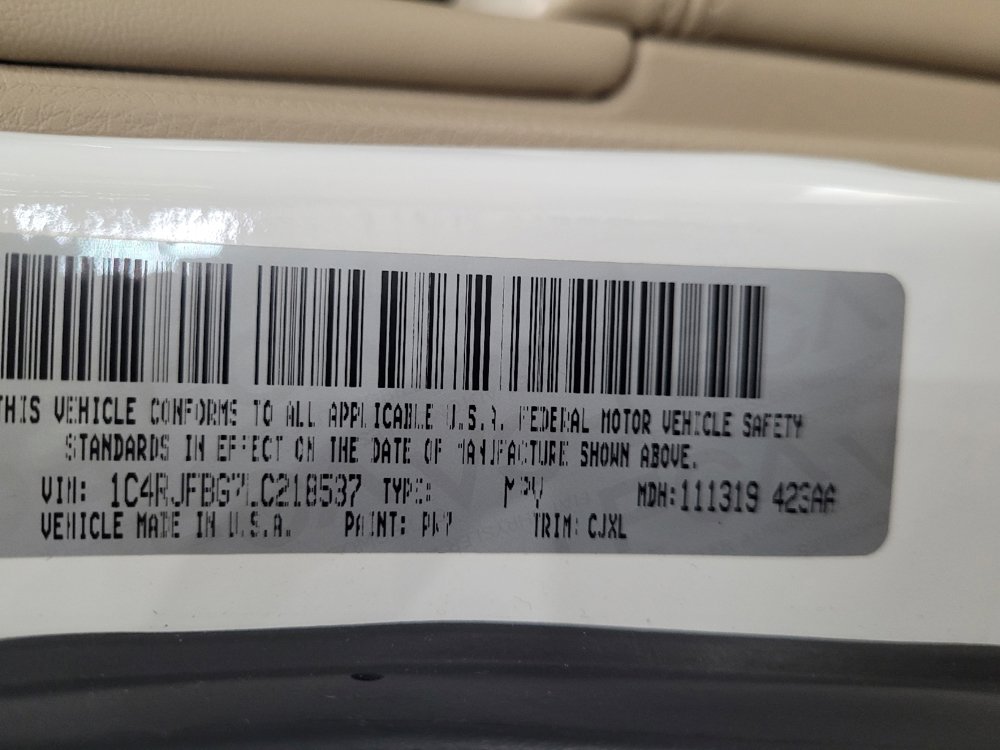 THIS VEHICLE CONFORMS TO ALL APPLICABLE U.S.A. FEDERAL MOTOR VEHICLE SAFETY
STANDARDS IN EFFECT ON THE DATE OF MANUFACTURE SHOWN ABOVE.
VIN: 1C4RJFBG7LC218537 TYPE: MPV MDH:111319 423AA
VEHICLE MADE IN U.S.A. PAINT: PW7 TRIM: CJXL